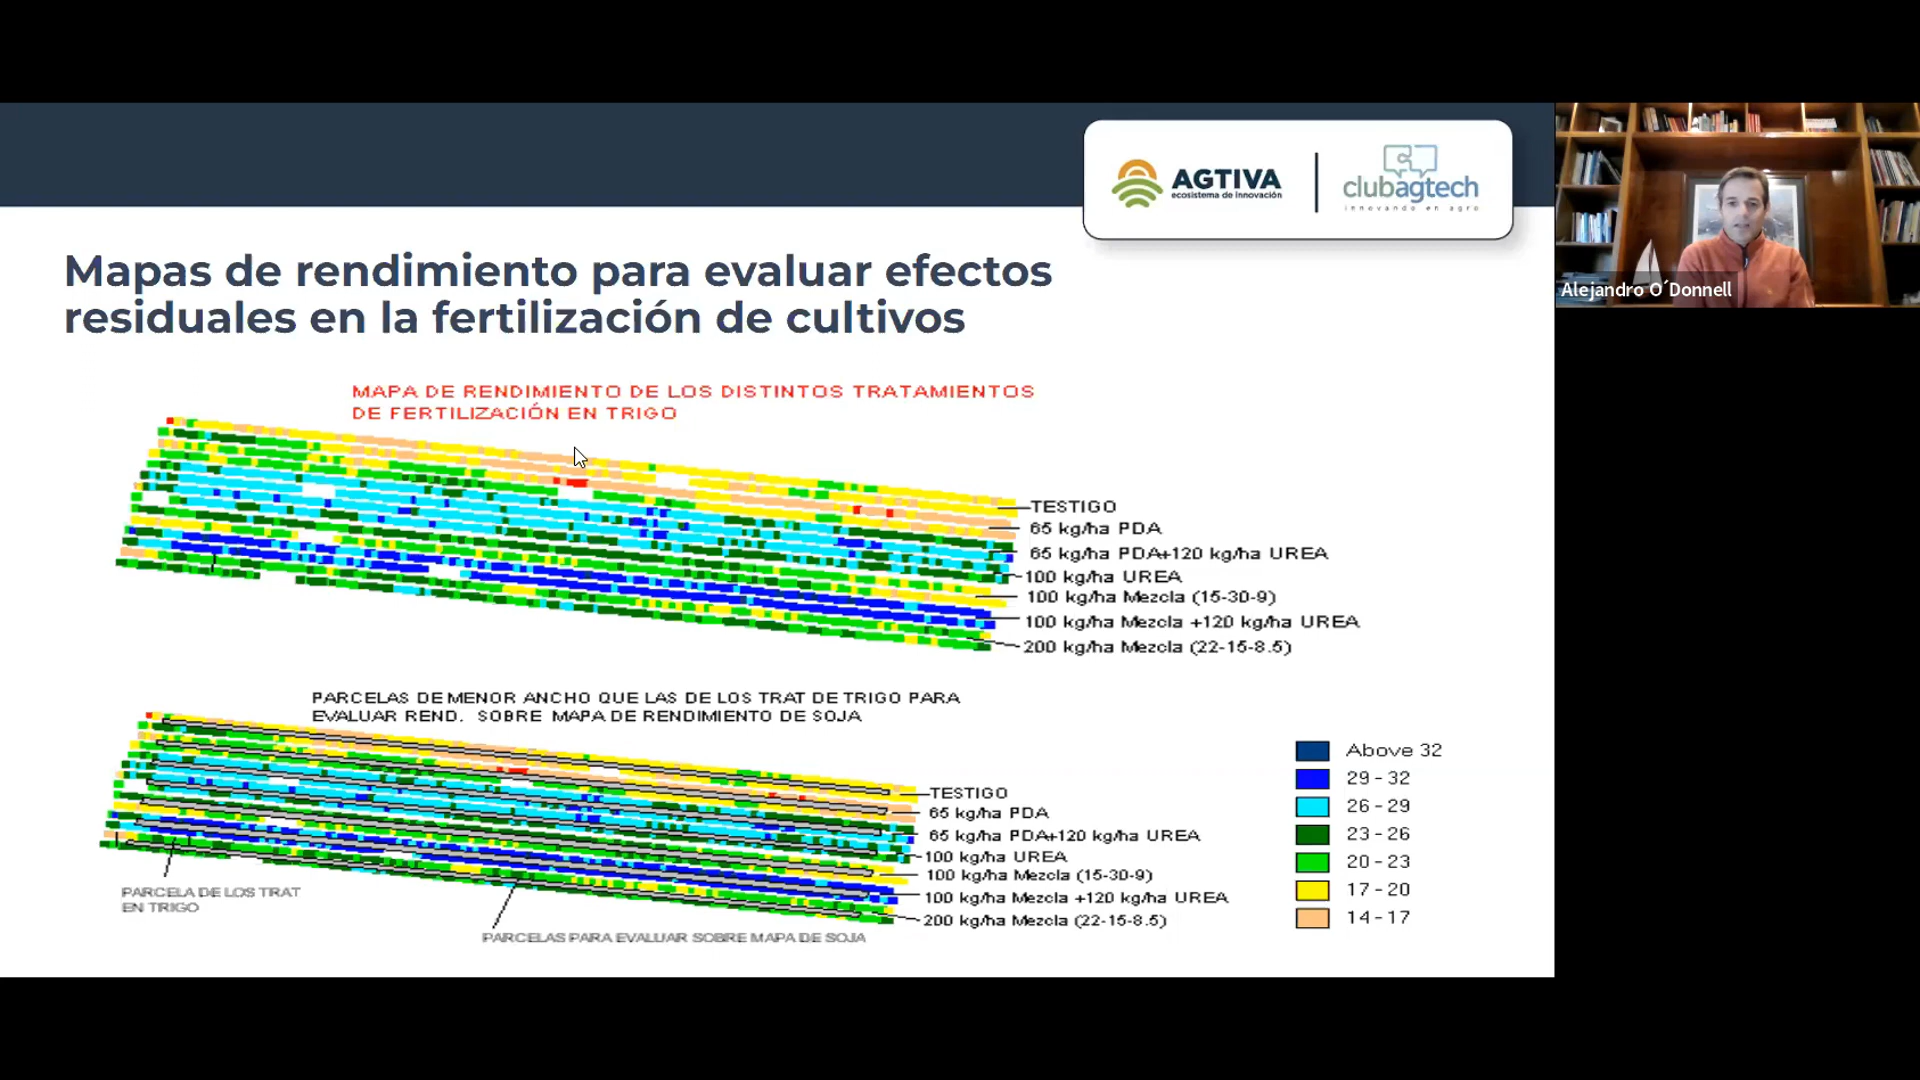 AGTIVA
ecosistema de innovación
clubagtech
innovando en agro
Alejandro O´Donnell
Mapas de rendimiento para evaluar efectos
residuales en la fertilización de cultivos
MAPA DE RENDIMIENTO DE LOS DISTINTOS TRATAMIENTOS
DE FERTILIZACIÓN EN TRIGO
TESTIGO
65 kg/ha PDA
65 kg/ha PDA+120 kg/ha UREA
100 kg/ha UREA
100 kg/ha Mezcla (15-30-9)
100 kg/ha Mezcla +120 kg/ha UREA
200 kg/ha Mezcla (22-15-8.5)
PARCELAS DE MENOR ANCHO QUE LAS DE LOS TRAT DE TRIGO PARA
EVALUAR REND. SOBRE MAPA DE RENDIMIENTO DE SOJA
TESTIGO
65 kg/ha PDA
65 kg/ha PDA+120 kg/ha UREA
100 kg/ha UREA
100 kg/ha Mezcla (15-30-9)
100 kg/ha Mezcla +120 kg/ha UREA
200 kg/ha Mezcla (22-15-8.5)
PARCELA DE LOS TRAT
EN TRIGO
PARCELAS PARA EVALUAR SOBRE MAPA DE SOJA
Above 32
29 - 32
26 - 29
23 - 26
20 - 23
17 - 20
14 - 17